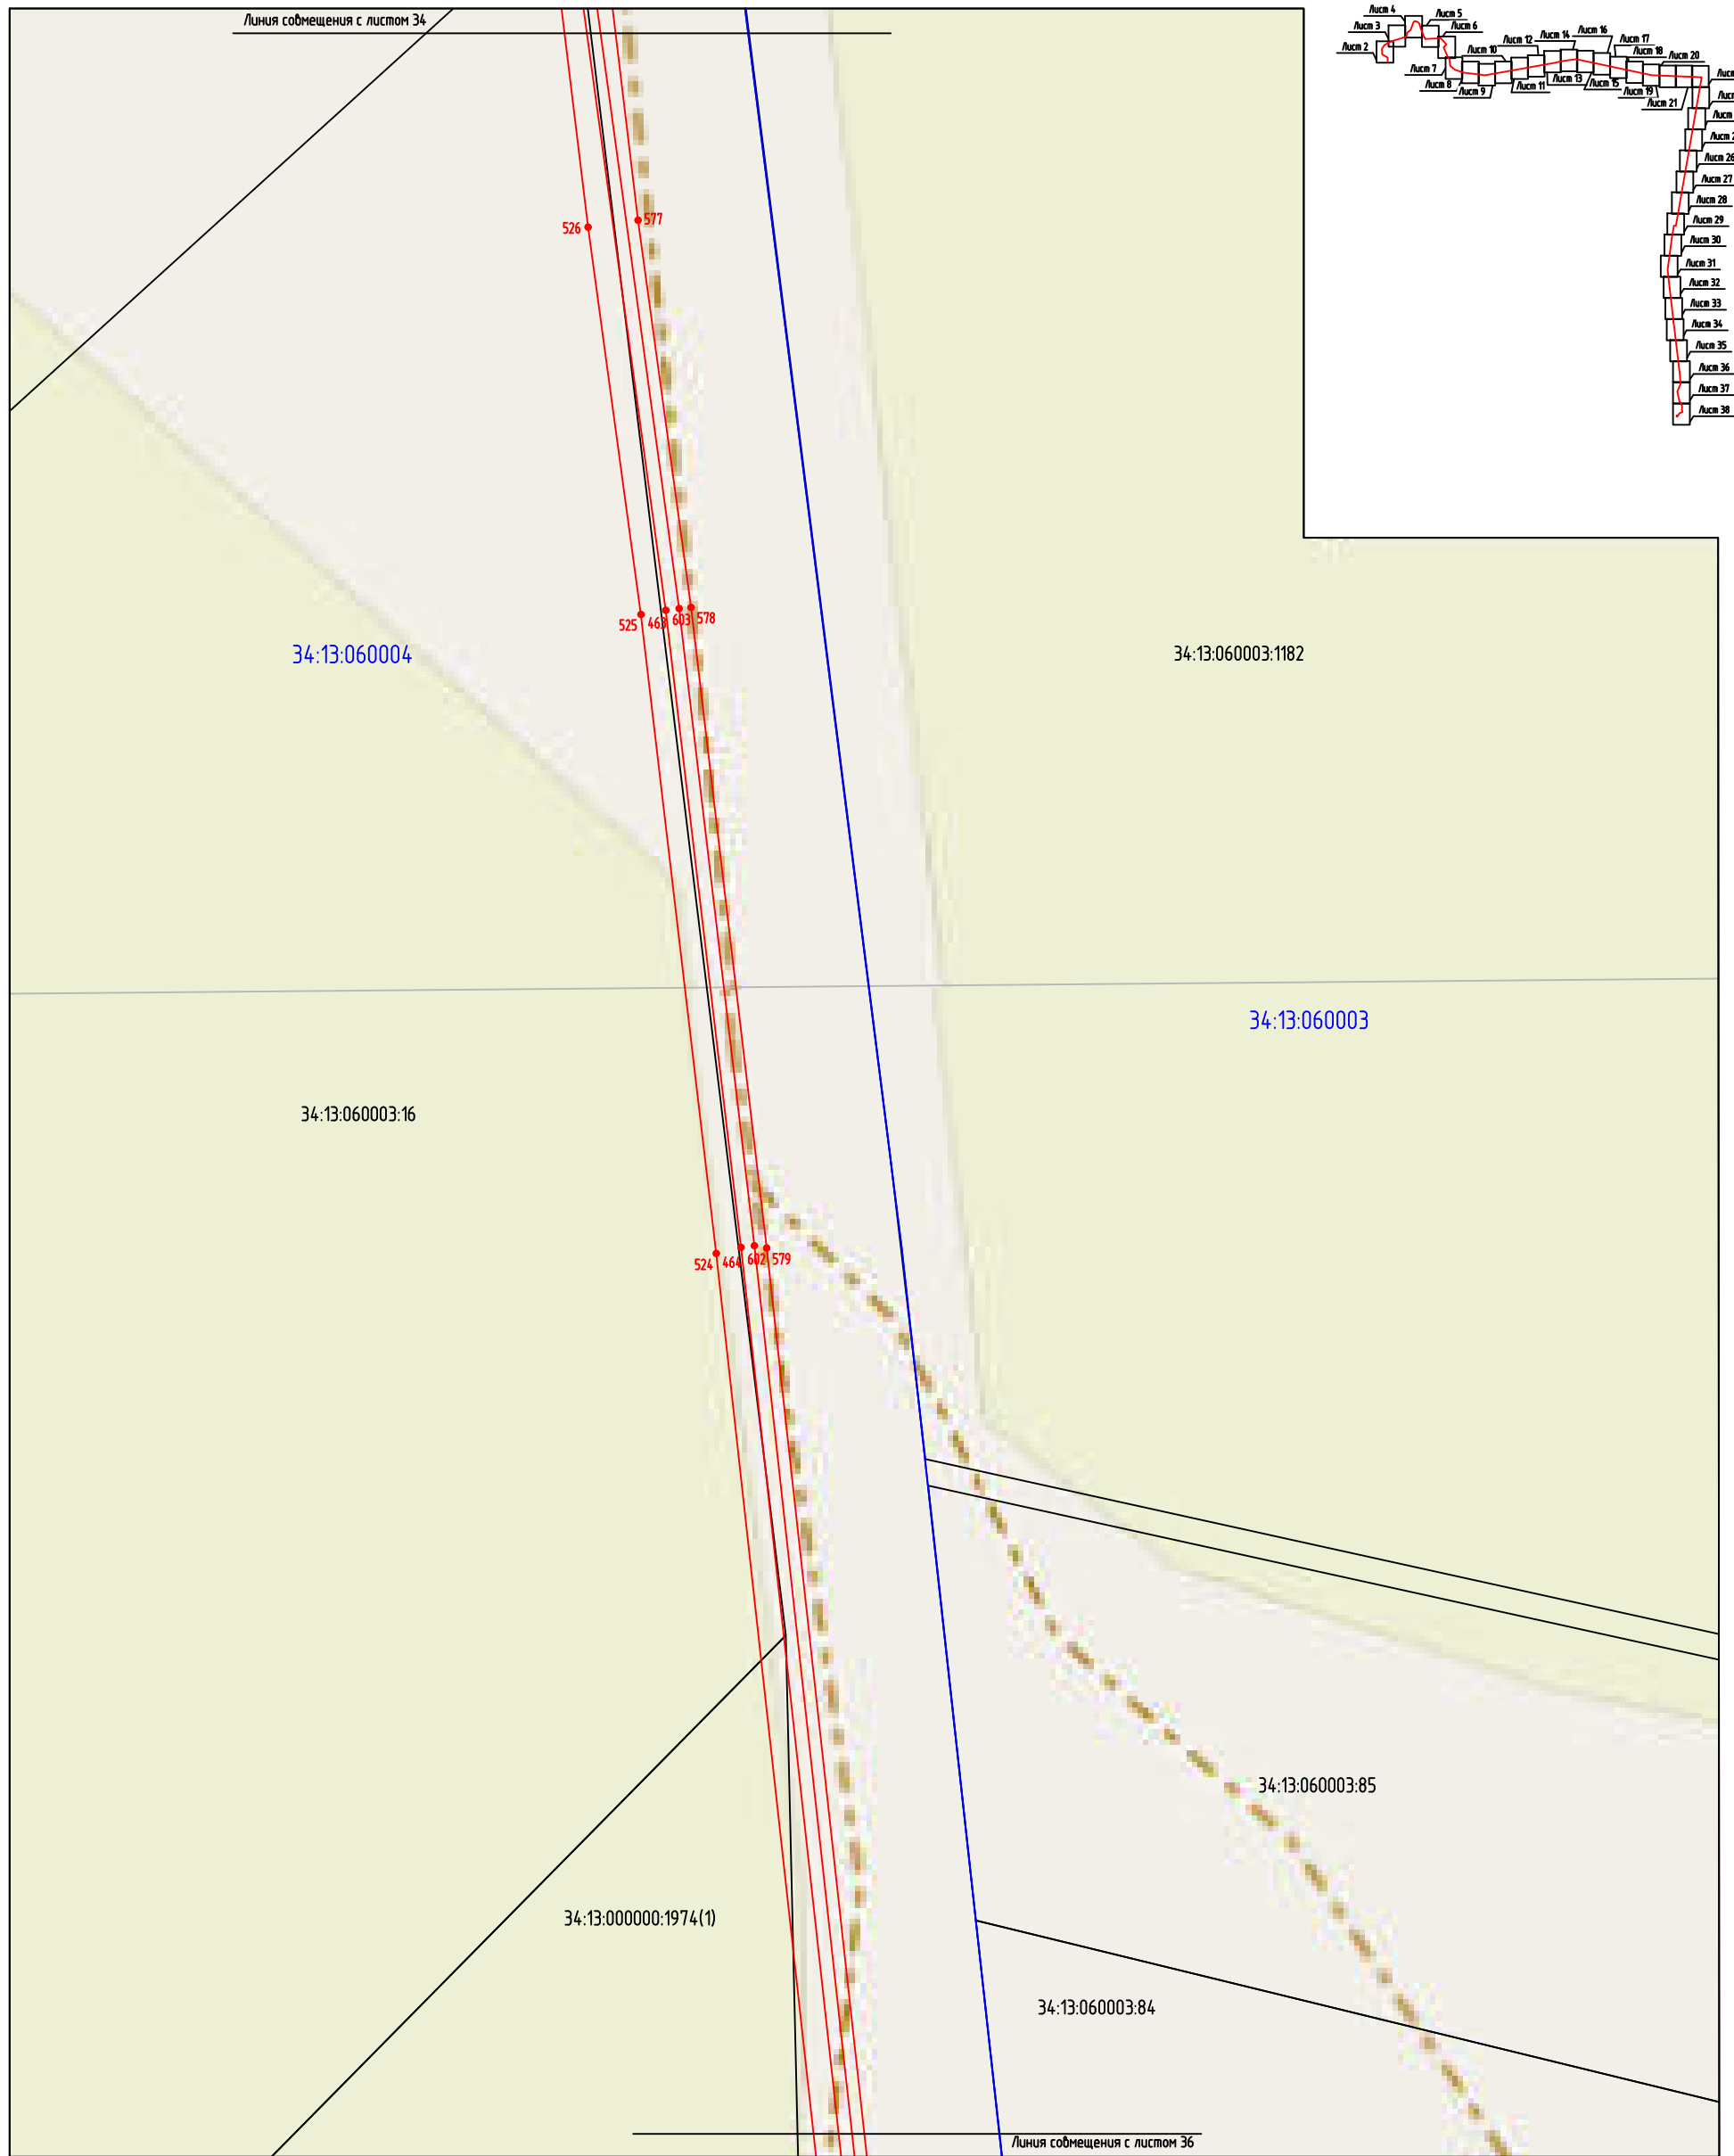 Линия совмещения с листом 34
Лист 4
Лист 5
Лист 3
Лист 6
Лист 2
Лист 7
Лист 8
Лист 9
Лист 10
Лист 11
Лист 12
Лист 13
Лист 14
Лист 15
Лист 16
Лист 17
Лист 18
Лист 19
Лист 20
Лист 21
Лист 26
Лист 27
Лист 28
Лист 29
Лист 30
Лист 31
Лист 32
Лист 33
Лист 34
Лист 35
Лист 36
Лист 37
Лист 38
526
577
525
463
603
578
34:13:060004
34:13:060003:1182
34:13:060003
34:13:060003:16
524
464
602
579
34:13:060003:85
34:13:000000:1974(1)
34:13:060003:84
Линия совмещения с листом 36